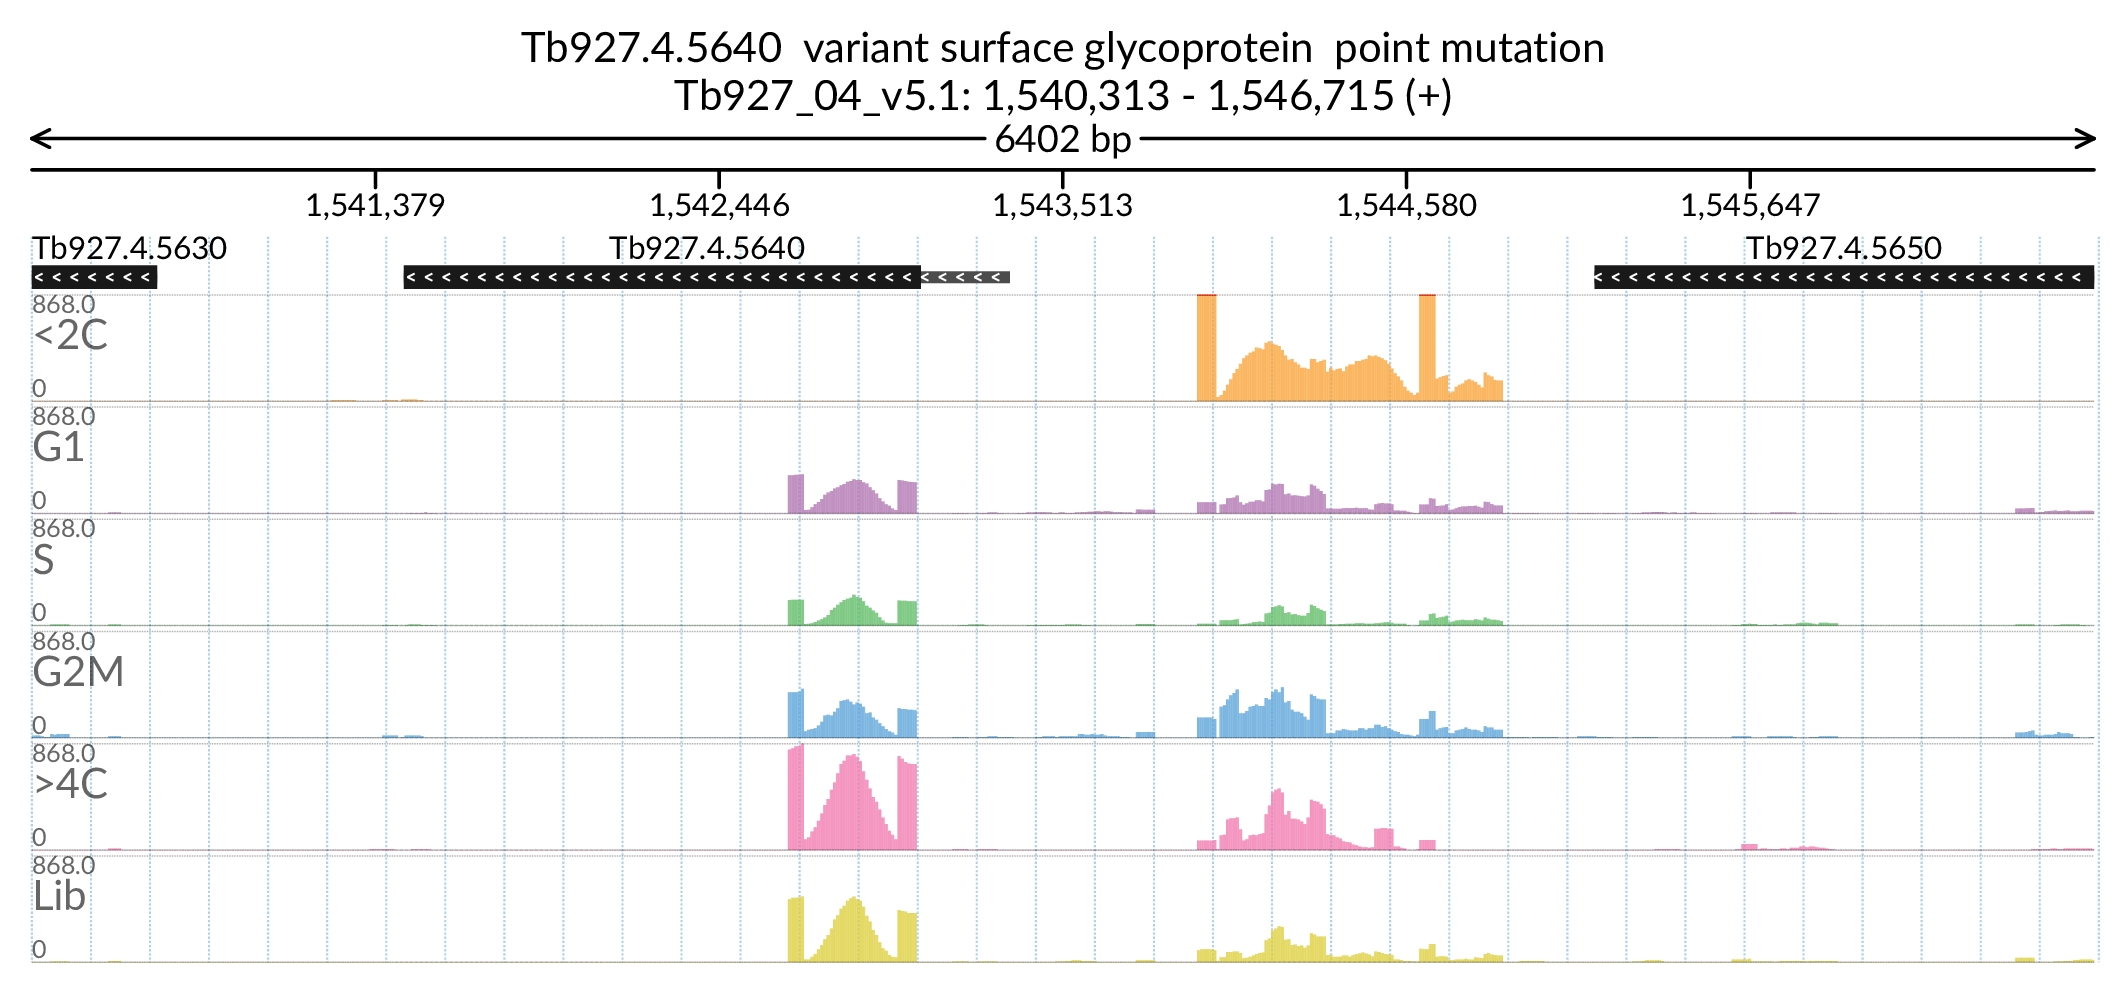 Tb927.4.5640 variant surface glycoprotein point mutation
Tb927_04_v5.1: 1,540,313 - 1,546,715 (+)
6402 bp
1,541,379 1,542,446 1,543,513 1,544,580 1,545,647
Tb927.4.5630 Tb927.4.5640 Tb927.4.5650
868.0
<2C
0
868.0
G1
0
868.0
S
0
868.0
G2M
0
868.0
>4C
0
868.0
Lib
0